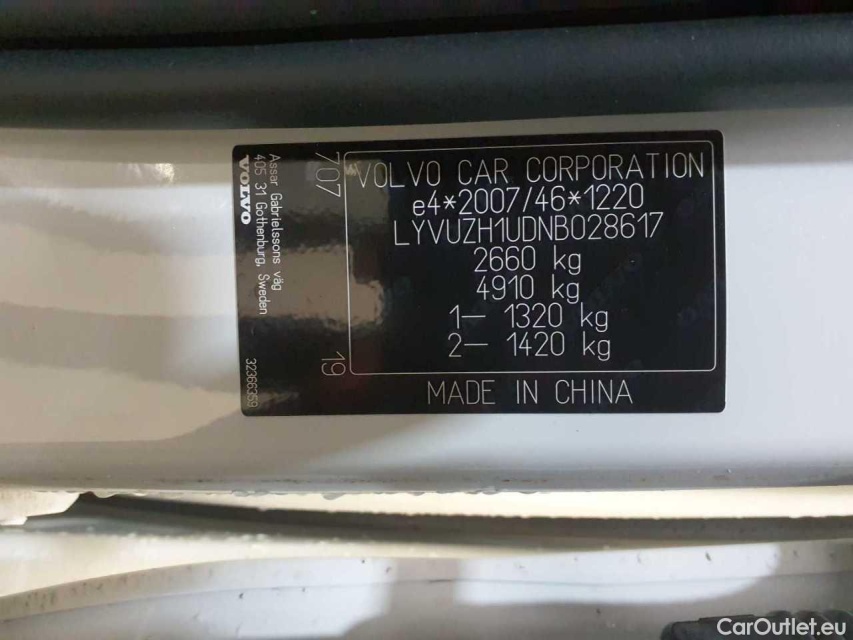 VOLVO CAR CORPORATION
e4*2007/46*1220
LYVUZH1UDNB028617
2660 kg
4910 kg
1– 1320 kg
2– 1420 kg
MADE IN CHINA
707
19
Assar Gabrielssons väg
405 31 Gothenburg, Sweden
VOLVO
32366359
CarOutlet.eu